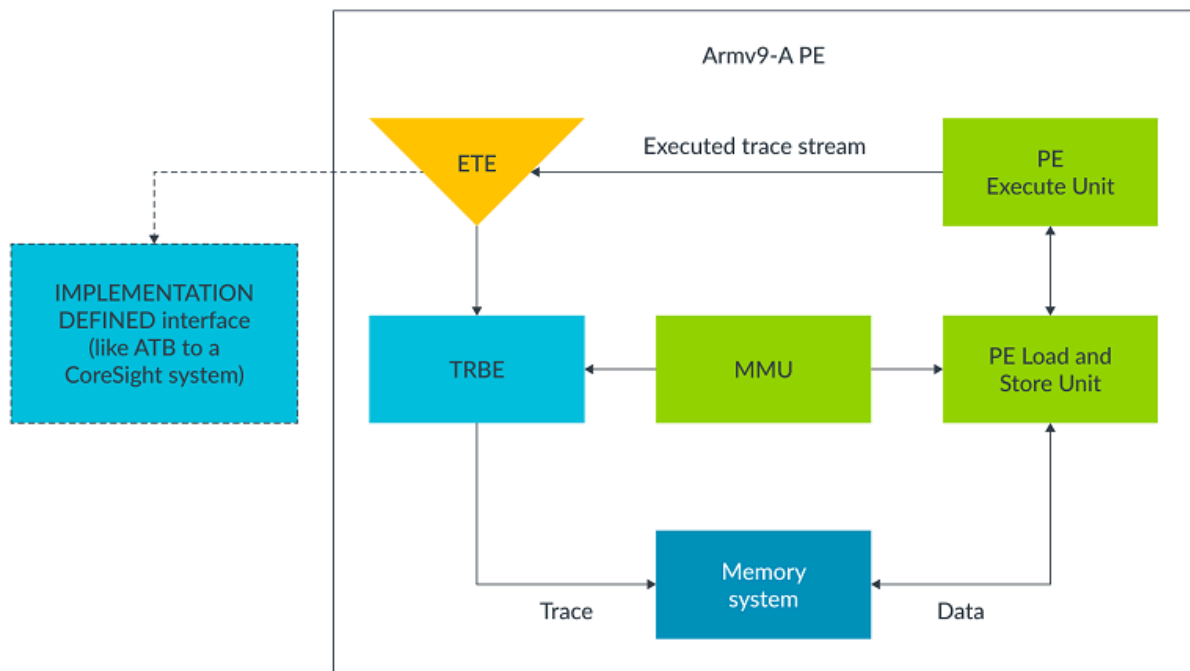 Armv9-A PE
ETE
Executed trace stream
PE
Execute Unit
IMPLEMENTATION
DEFINED interface
(like ATB to a
CoreSight system)
TRBE
MMU
PE Load and
Store Unit
Memory
system
Trace
Data